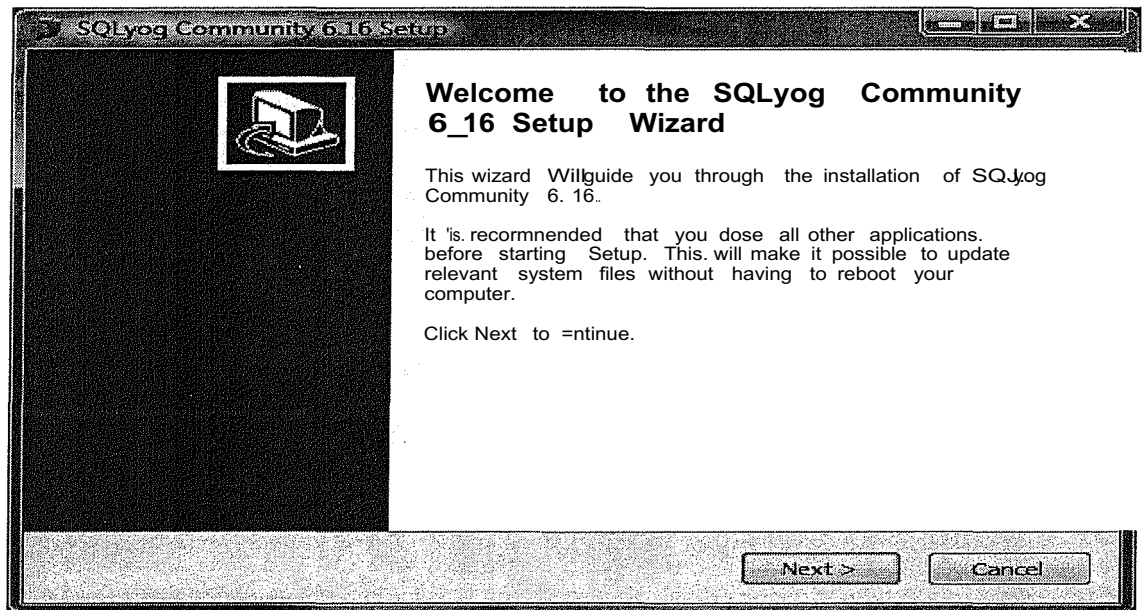 SQLyog Community 6.16 Setup
Welcome to the SQLyog Community
6_16 Setup Wizard
This wizard Willguide you through the installation of SQJyog
Community 6. 16..
It 'is. recormnended that you dose all other applications.
before starting Setup. This. will make it possible to update
relevant system files without having to reboot your
computer.
Click Next to =ntinue.
Next >
Cancel